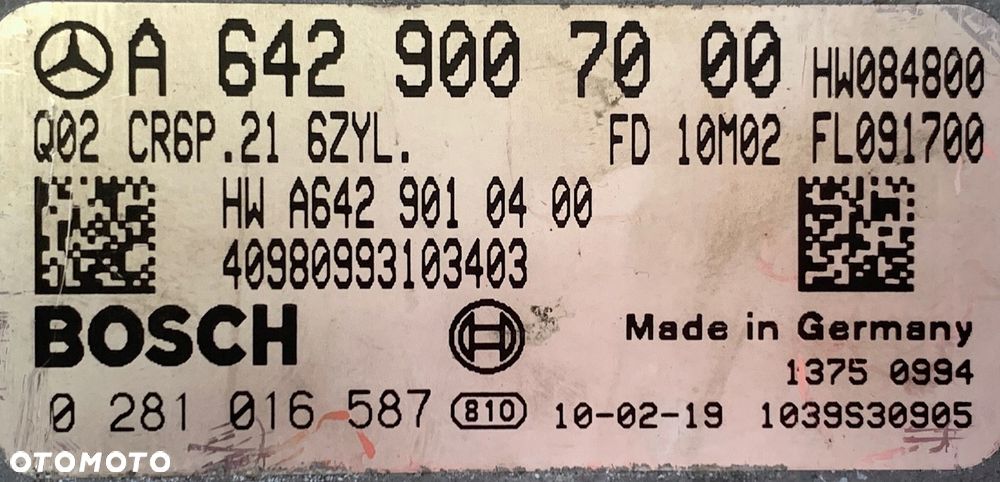 A 642 900 70 00 HW084800
Q02 CR6P.21 6ZYL. FD 10M02 FL091700
HW A642 901 04 00
40980993103403
BOSCH
Made in Germany
1375 0994
0 281 016 587 810 10-02-19 1039S30905
OTOMOTO